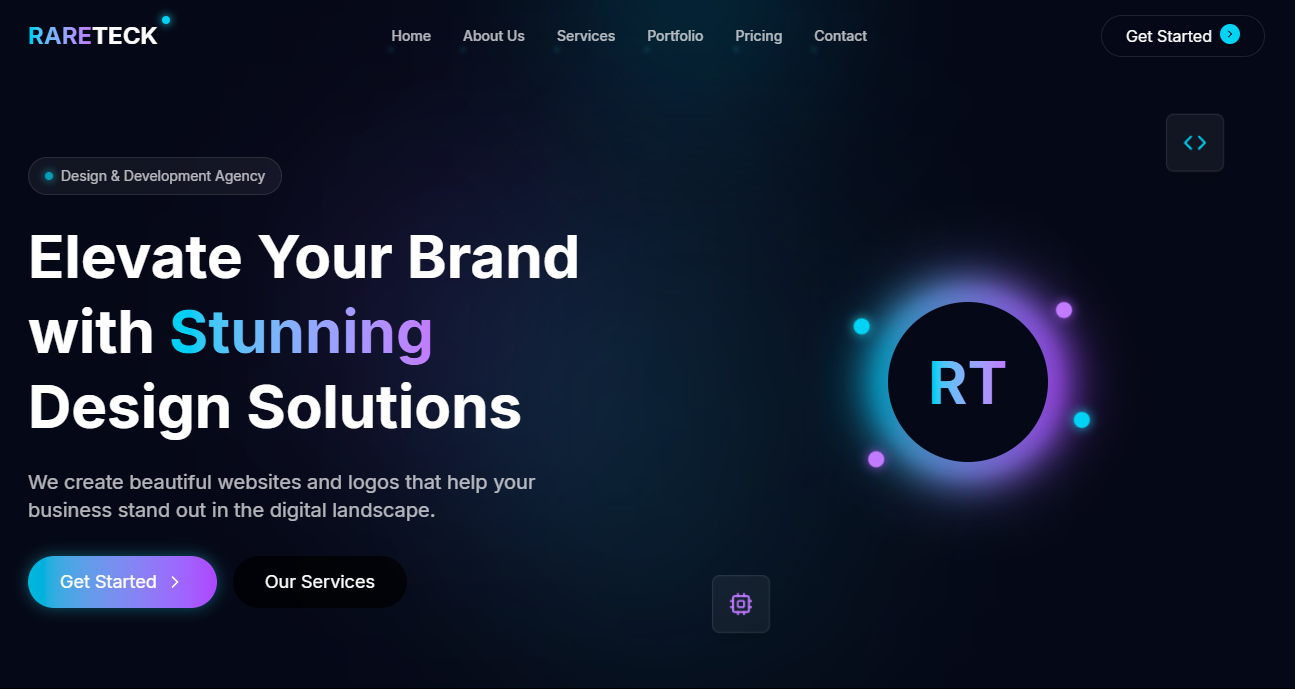 RARETECK
Home
About Us
Services
Portfolio
Pricing
Contact
Get Started
Design & Development Agency
Elevate Your Brand
with Stunning
Design Solutions
RT
We create beautiful websites and logos that help your
business stand out in the digital landscape.
Get Started
Our Services